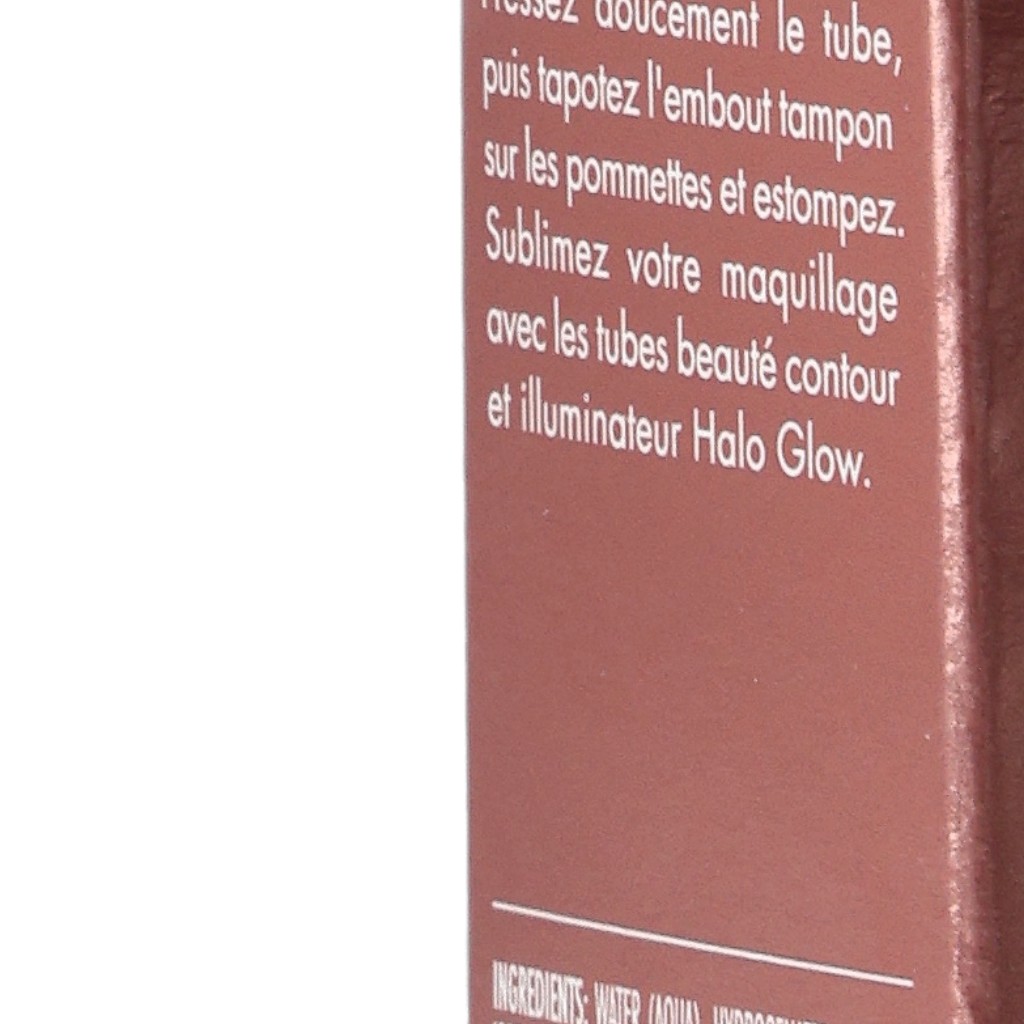 Pressez doucement le tube,
puis tapotez l'embout tampon
sur les pommettes et estompez.
Sublimez votre maquillage
avec les tubes beauté contour
et illuminateur Halo Glow.
INGREDIENTS: WATER (AQUA),